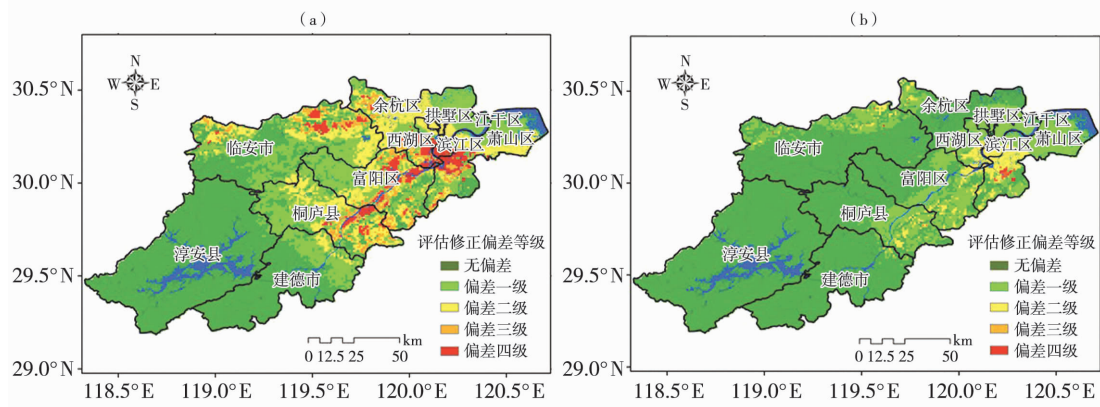 （a）
（b）
30.5°N
30.0°N
29.5°N
29.0°N
118.5°E 119.0°E 119.5°E 120.0°E 120.5°E
N
W E
S
余杭区
拱墅区
江干区
西湖区
滨江区
萧山区
临安市
富阳区
桐庐县
淳安县
建德市
评估修正偏差等级
无偏差
偏差一级
偏差二级
偏差三级
偏差四级
km
0 12.5 25 50
30.5°N
30.0°N
29.5°N
29.0°N
118.5°E 119.0°E 119.5°E 120.0°E 120.5°E
N
W E
S
余杭区
拱墅区
江干区
西湖区
滨江区
萧山区
临安市
富阳区
桐庐县
淳安县
建德市
评估修正偏差等级
无偏差
偏差一级
偏差二级
偏差三级
偏差四级
km
0 12.5 25 50